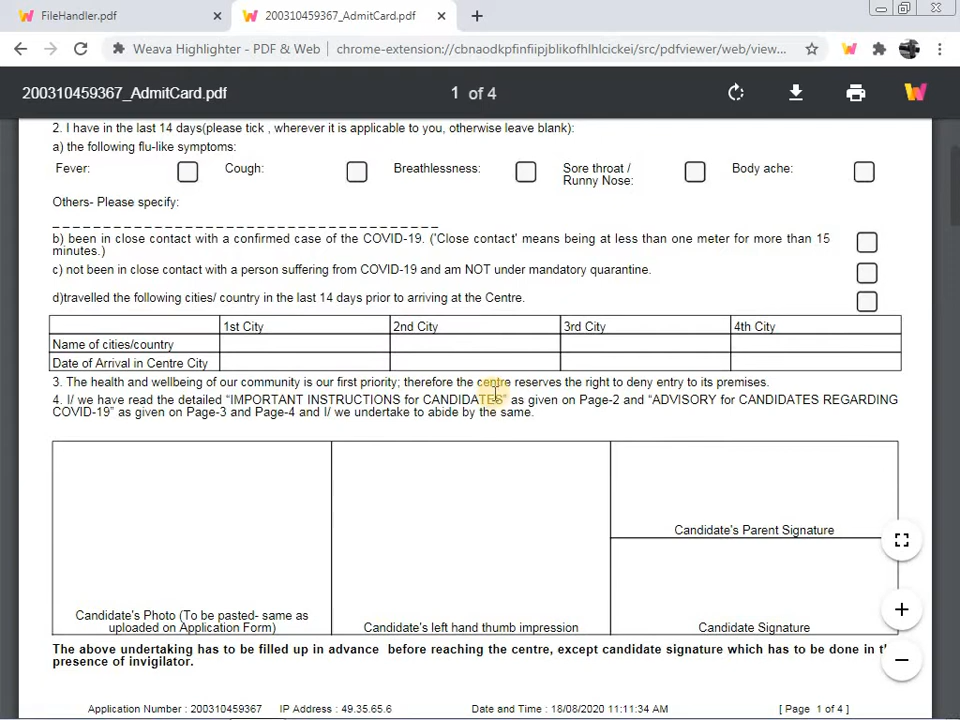 FileHandler.pdf
200310459367_AdmitCard.pdf
Weava Highlighter - PDF & Web
chrome-extension://cbnaodkpfinfiipjblikofhlhlcickei/src/pdfviewer/web/view...
200310459367_AdmitCard.pdf
1 of 4
2. I have in the last 14 days(please tick , wherever it is applicable to you, otherwise leave blank):
a) the following flu-like symptoms:
Fever:
Cough:
Breathlessness:
Sore throat /
Runny Nose:
Body ache:
Others- Please specify:
b) been in close contact with a confirmed case of the COVID-19. ('Close contact' means being at less than one meter for more than 15
minutes.)
c) not been in close contact with a person suffering from COVID-19 and am NOT under mandatory quarantine.
d)travelled the following cities/ country in the last 14 days prior to arriving at the Centre.
1st City 2nd City 3rd City 4th City
Name of cities/country
Date of Arrival in Centre City
3. The health and wellbeing of our community is our first priority; therefore the centre reserves the right to deny entry to its premises.
4. I/ we have read the detailed “IMPORTANT INSTRUCTIONS for CANDIDATES” as given on Page-2 and “ADVISORY for CANDIDATES REGARDING
COVID-19” as given on Page-3 and Page-4 and I/ we undertake to abide by the same.
Candidate's Parent Signature
Candidate's Photo (To be pasted- same as
uploaded on Application Form)
Candidate's left hand thumb impression
Candidate Signature
The above undertaking has to be filled up in advance before reaching the centre, except candidate signature which has to be done in
presence of invigilator.
Application Number : 200310459367 IP Address : 49.35.65.6 Date and Time : 18/08/2020 11:11:34 AM [ Page 1 of 4 ]